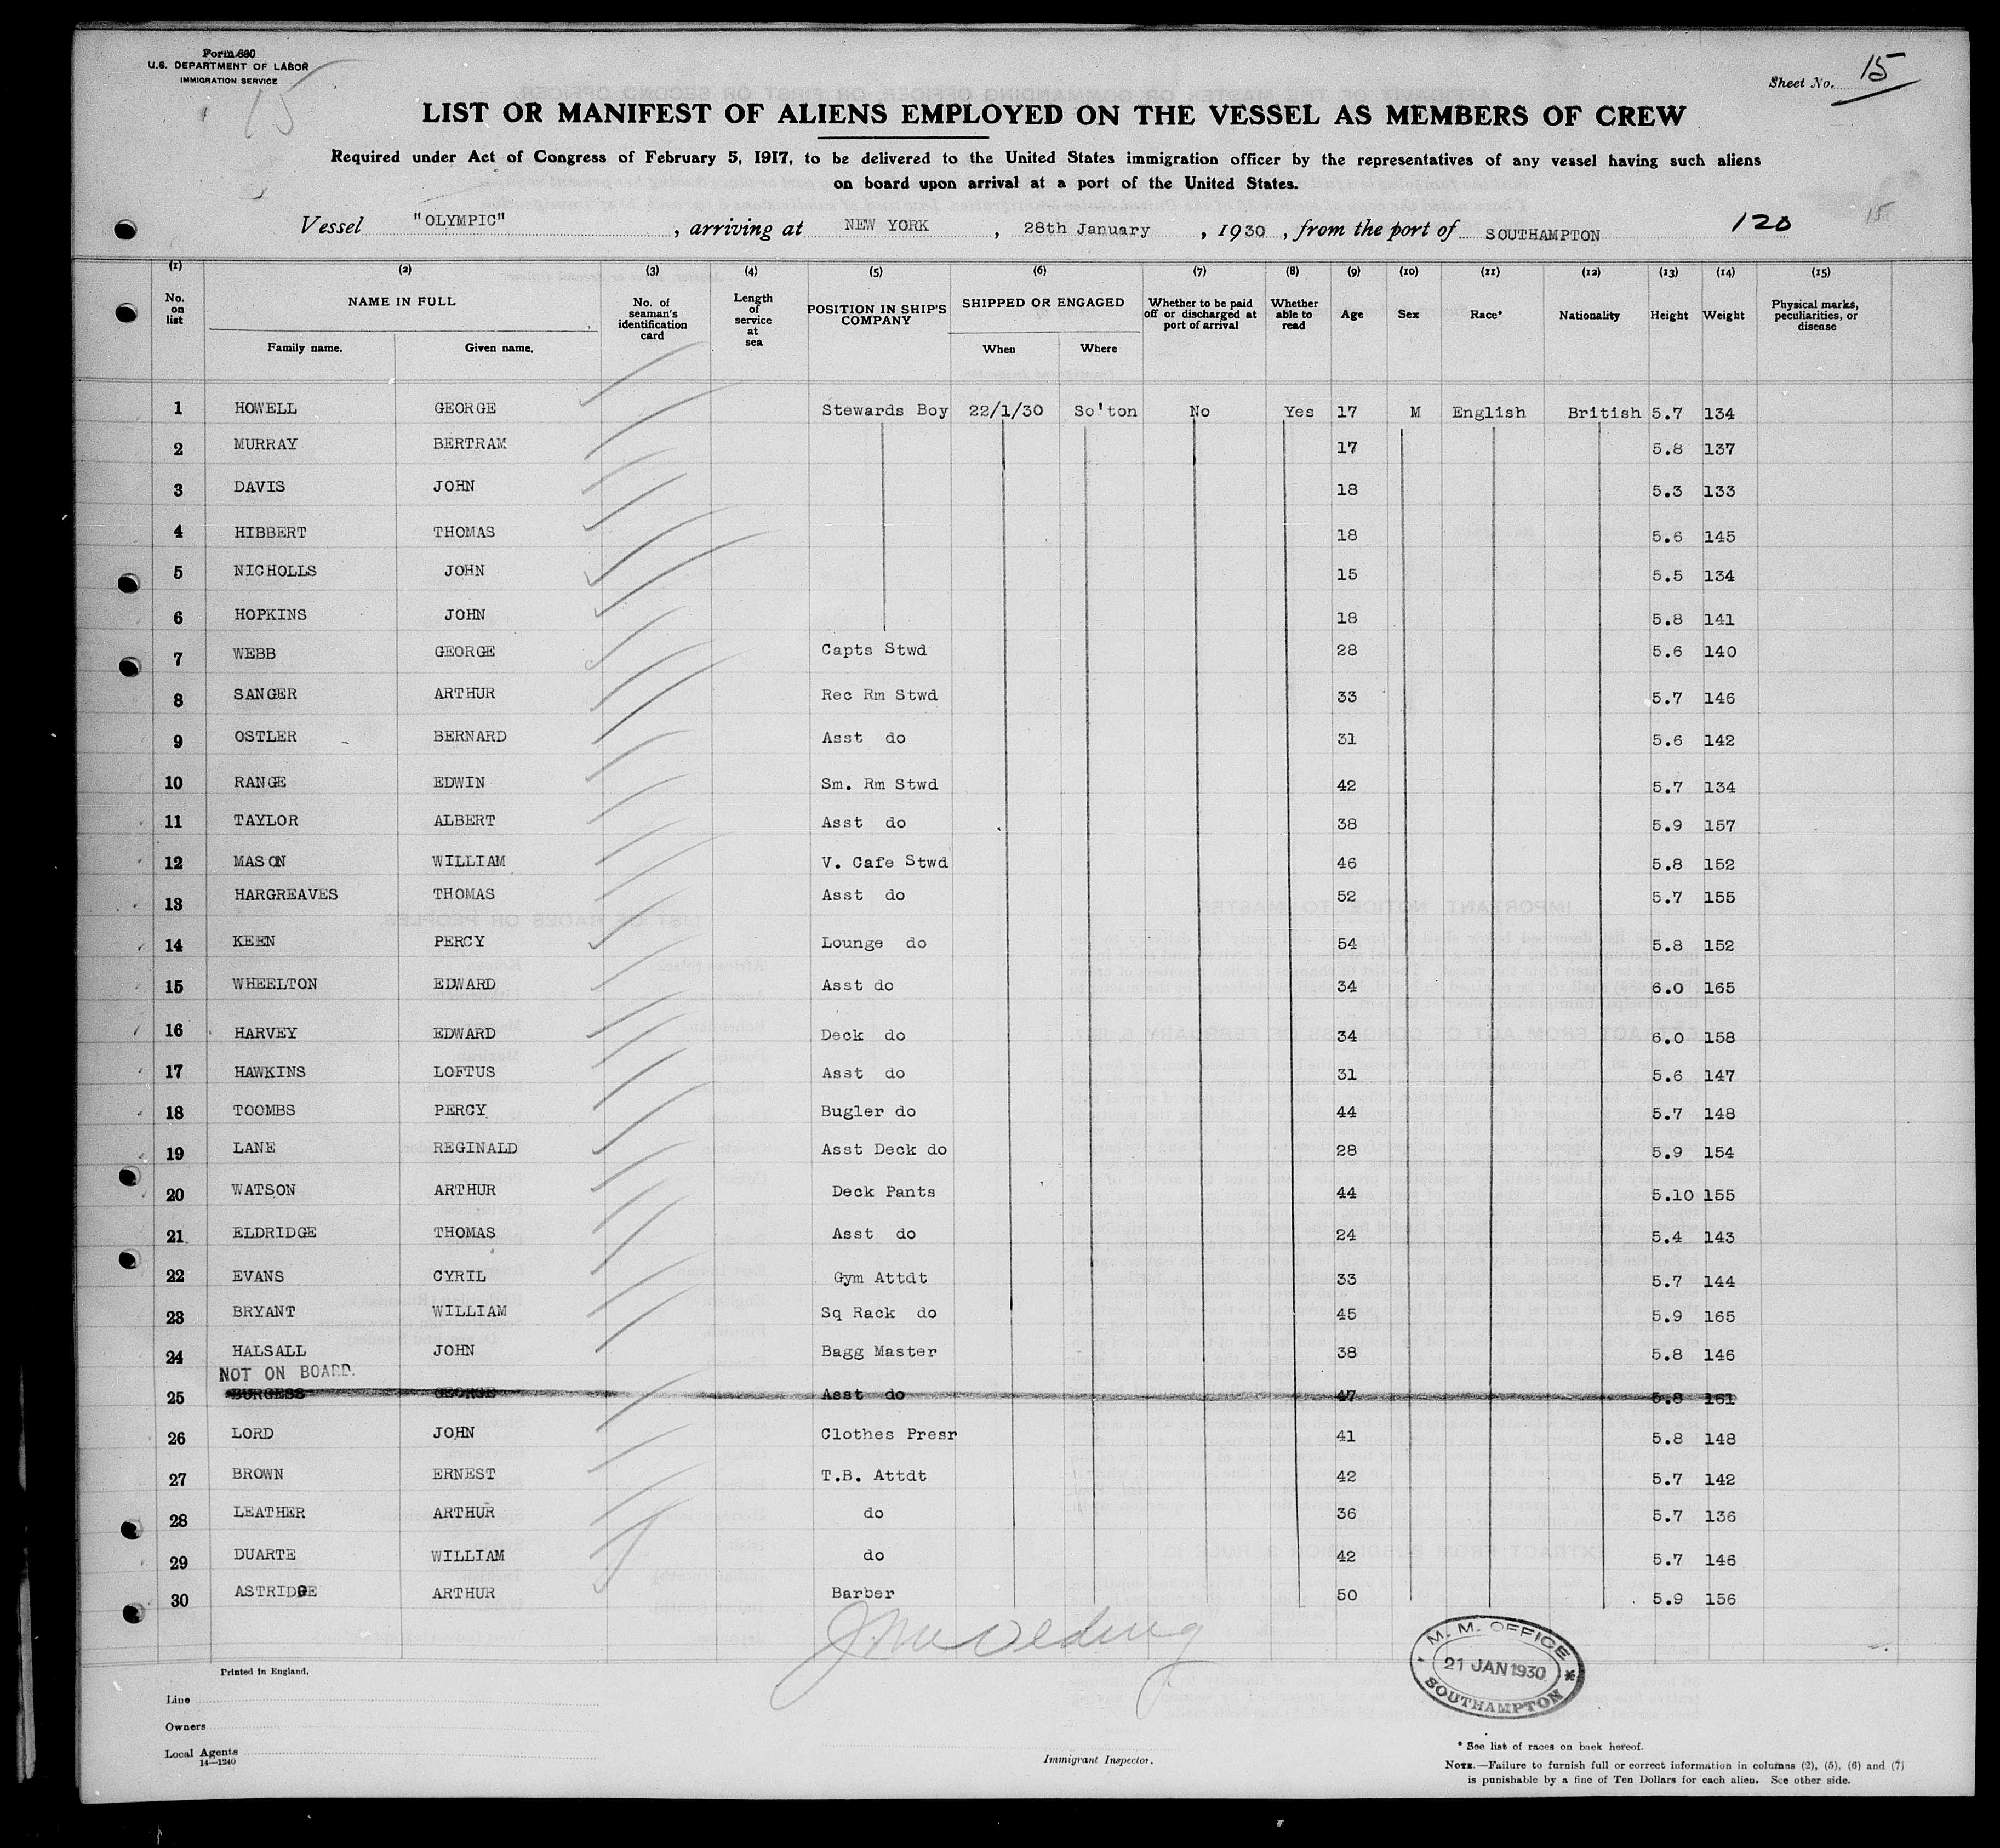 Form 680
U.S. DEPARTMENT OF LABOR
IMMIGRATION SERVICE
15
Sheet No. 15
LIST OR MANIFEST OF ALIENS EMPLOYED ON THE VESSEL AS MEMBERS OF CREW
Required under Act of Congress of February 5, 1917, to be delivered to the United States immigration officer by the representatives of any vessel having such aliens
on board upon arrival at a port of the United States.
Vessel "OLYMPIC", arriving at NEW YORK, 28th January, 1930, from the port of SOUTHAMPTON 120 15
(1) (2) (3) (4) (5) (6) (7) (8) (9) (10) (11) (12) (13) (14) (15)
No. on list NAME IN FULL No. of seaman's identification card Length of service at sea POSITION IN SHIP'S COMPANY SHIPPED OR ENGAGED Whether to be paid off or discharged at port of arrival Whether able to read Age Sex Race* Nationality Height Weight Physical marks, peculiarities, or disease
Family name. Given name. When Where
1 HOWELL GEORGE Stewards Boy 22/1/30 So'ton No Yes 17 M English British 5.7 134
2 MURRAY BERTRAM 17 5.8 137
3 DAVIS JOHN 18 5.3 133
4 HIBBERT THOMAS 18 5.6 145
5 NICHOLLS JOHN 15 5.5 134
6 HOPKINS JOHN 18 5.8 141
7 WEBB GEORGE Capts Stwd 28 5.6 140
8 SANGER ARTHUR Rec Rm Stwd 33 5.7 146
9 OSTLER BERNARD Asst do 31 5.6 142
10 RANGE EDWIN Sm. Rm Stwd 42 5.7 134
11 TAYLOR ALBERT Asst do 38 5.9 157
12 MASON WILLIAM V. Cafe Stwd 46 5.8 152
13 HARGREAVES THOMAS Asst do 52 5.7 155
14 KEEN PERCY Lounge do 54 5.8 152
15 WHEELTON EDWARD Asst do 34 6.0 165
16 HARVEY EDWARD Deck do 34 6.0 158
17 HAWKINS LOFTUS Asst do 31 5.6 147
18 TOOMBS PERCY Bugler do 44 5.7 148
19 LANE REGINALD Asst Deck do 28 5.9 154
20 WATSON ARTHUR Deck Pants 44 5.10 155
21 ELDRIDGE THOMAS Asst do 24 5.4 143
22 EVANS CYRIL Gym Attdt 33 5.7 144
23 BRYANT WILLIAM Sq Rack do 45 5.9 165
24 HALSALL JOHN Bagg Master 38 5.8 146
NOT ON BOARD.
25 BURGESS GEORGE Asst do 47 5.8 161
26 LORD JOHN Clothes Presr 41 5.8 148
27 BROWN ERNEST T.B. Attdt 42 5.7 142
28 LEATHER ARTHUR do 36 5.7 136
29 DUARTE WILLIAM do 42 5.7 146
30 ASTRIDGE ARTHUR Barber 50 5.9 156
M. M. OFFICE
21 JAN 1930
SOUTHAMPTON
Printed in England.
Line
Owners
Local Agents
14—1240
Immigrant Inspector.
* See list of races on back hereof.
NOTE.—Failure to furnish full or correct information in columns (2), (5), (6) and (7)
is punishable by a fine of Ten Dollars for each alien. See other side.